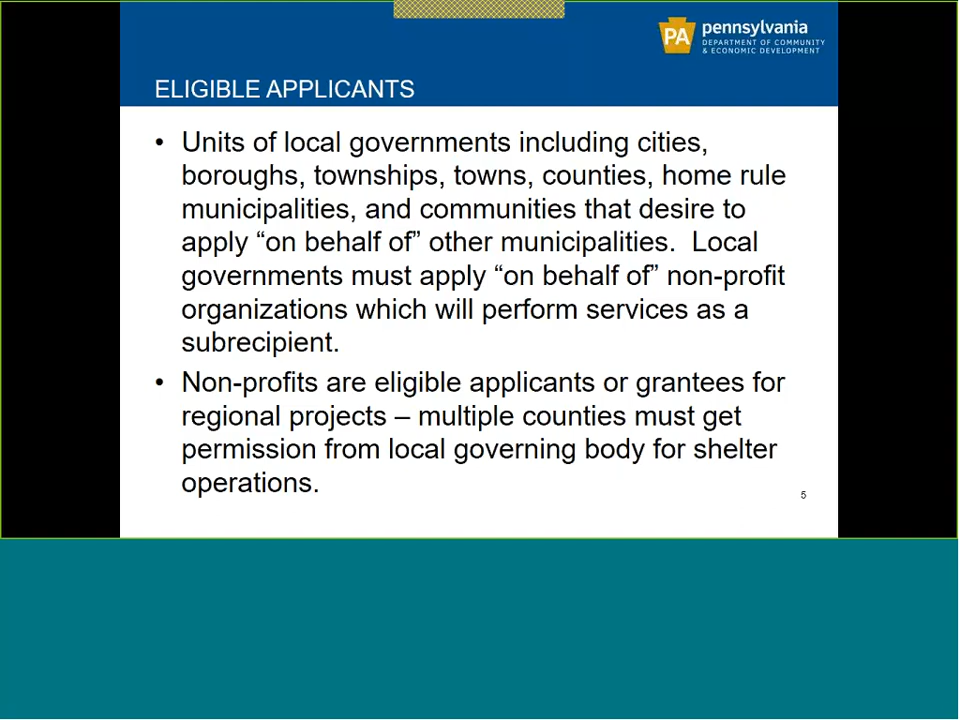 PA pennsylvania
DEPARTMENT OF COMMUNITY
& ECONOMIC DEVELOPMENT
ELIGIBLE APPLICANTS
• Units of local governments including cities,
boroughs, townships, towns, counties, home rule
municipalities, and communities that desire to
apply “on behalf of” other municipalities. Local
governments must apply “on behalf of” non-profit
organizations which will perform services as a
subrecipient.
• Non-profits are eligible applicants or grantees for
regional projects – multiple counties must get
permission from local governing body for shelter
operations.
5